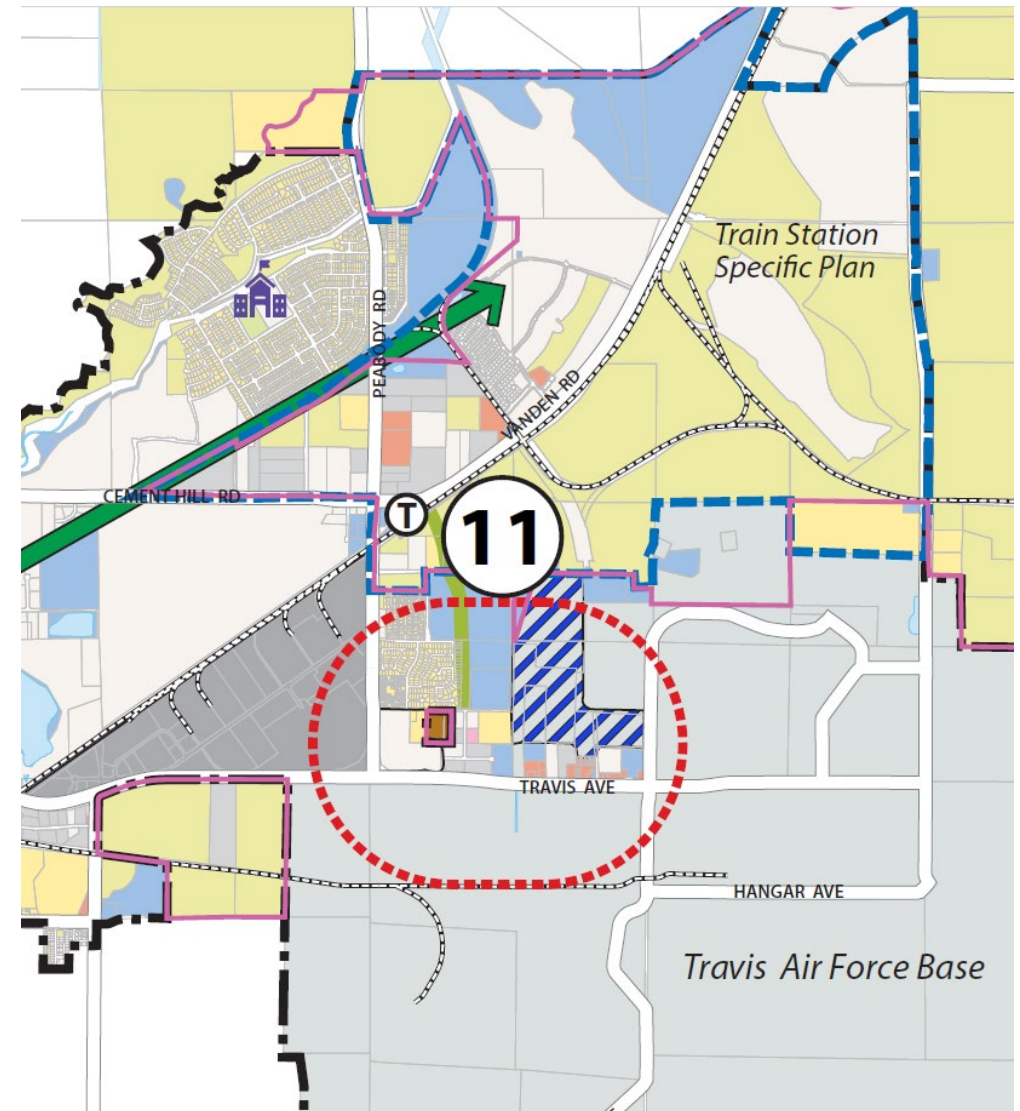 Train Station
Specific Plan
PEABODY RD
VANDEN RD
CEMENT HILL RD
T
11
TRAVIS AVE
HANGAR AVE
Travis Air Force Base